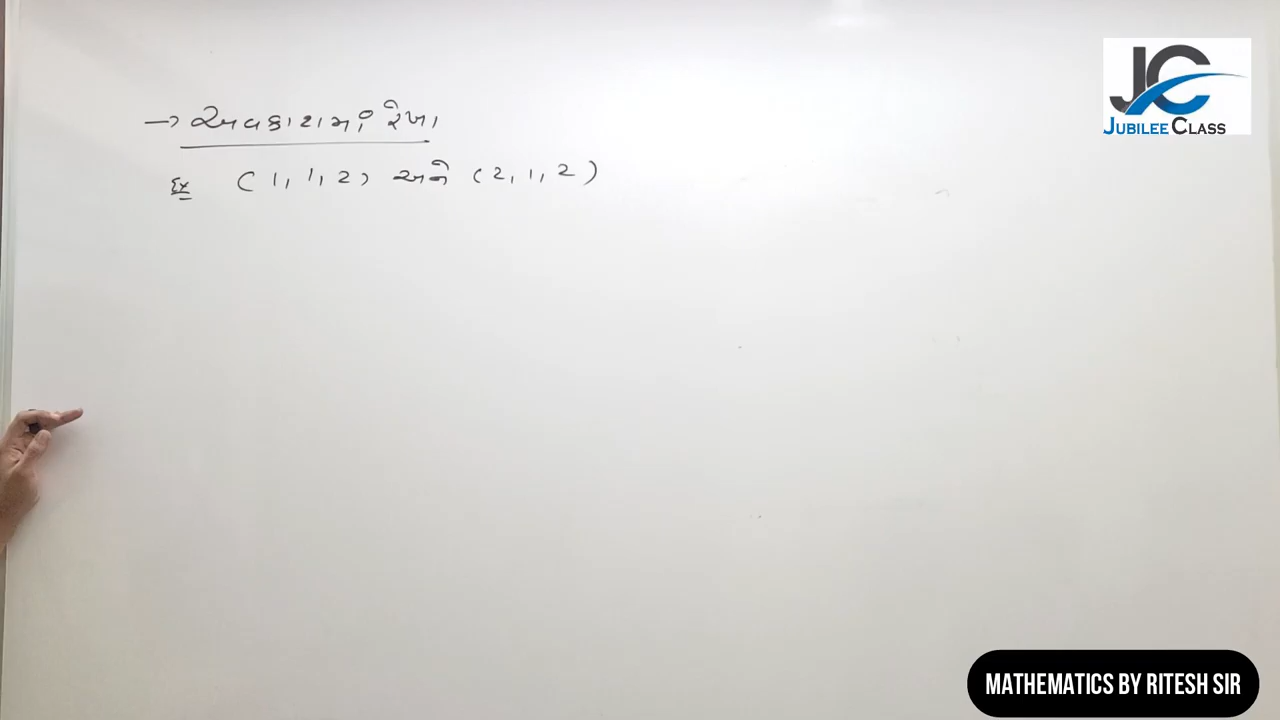 → અવકાશમાં રેખા
Ex (1, 1, 2) અને (2, 1, 2)
JC
JUBILEE CLASS
MATHEMATICS BY RITESH SIR